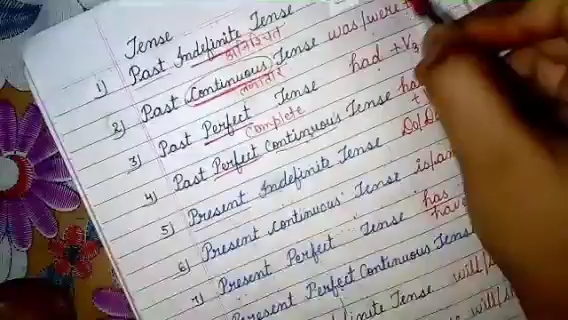 Tense
1) Past Indefinite Tense
अनिश्चित
2) Past Continuous Tense was/were +
लगातार
3) Past Perfect Tense had + V3
Complete
4) Past Perfect Continuous Tense
5) Present Indefinite Tense Do/
6) Present Continuous Tense is/am
7) Present Perfect Tense has
have
Present Perfect Continuous Tense
Tense will/